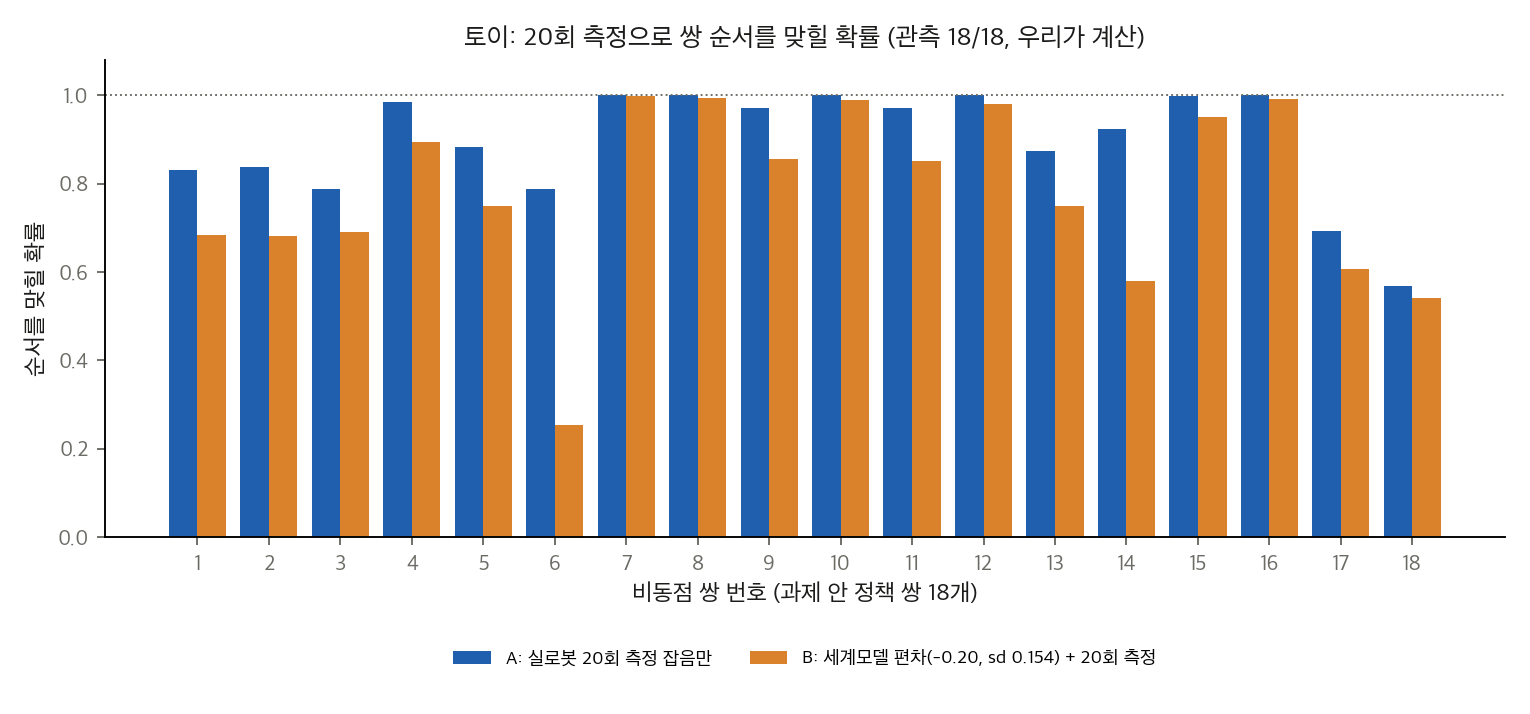 토이: 20회 측정으로 쌍 순서를 맞힐 확률 (관측 18/18, 우리가 계산)
순서를 맞힐 확률
1.0
0.8
0.6
0.4
0.2
0.0
1 2 3 4 5 6 7 8 9 10 11 12 13 14 15 16 17 18
비동점 쌍 번호 (과제 안 정책 쌍 18개)
A: 실로봇 20회 측정 잡음만
B: 세계모델 편차(-0.20, sd 0.154) + 20회 측정